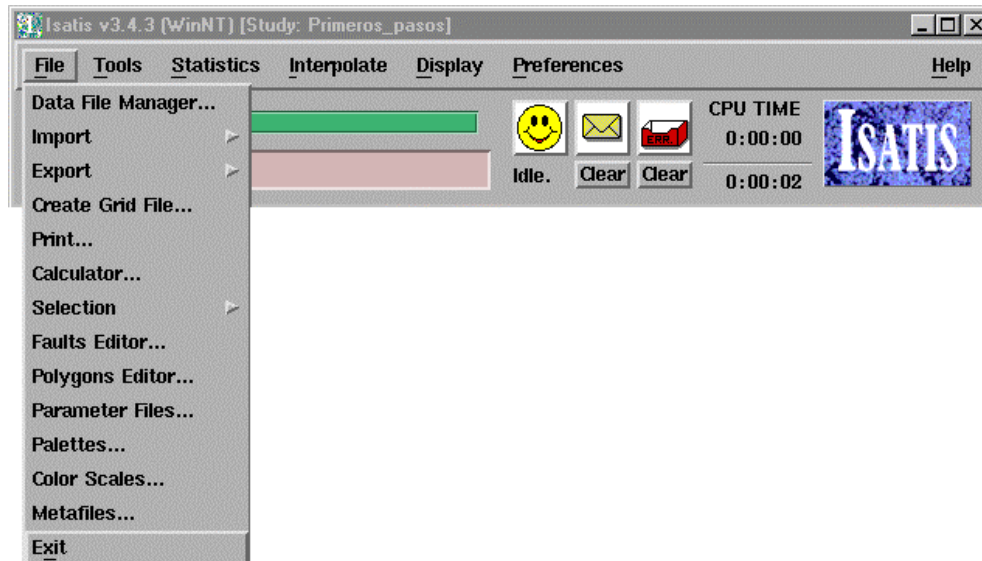 Isatis v3.4.3 (WinNT) [Study: Primeros_pasos]
File Tools Statistics Interpolate Display Preferences Help
Data File Manager...
Import
Export
Create Grid File...
Print...
Calculator...
Selection
Faults Editor...
Polygons Editor...
Parameter Files...
Palettes...
Color Scales...
Metafiles...
Exit
ERR.
Idle. Clear Clear
CPU TIME
0:00:00
0:00:02
ISATIS